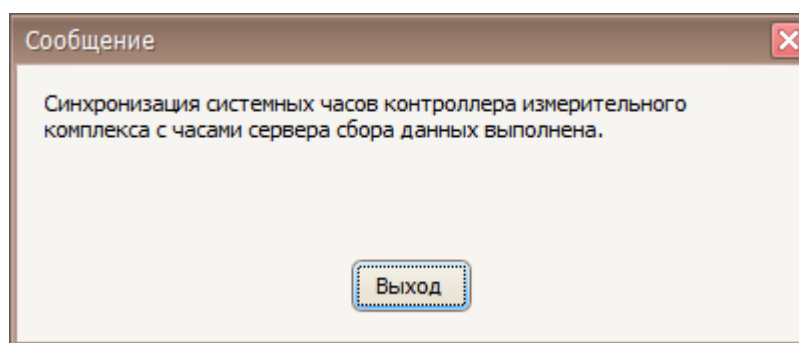 Сообщение
Синхронизация системных часов контроллера измерительного
комплекса с часами сервера сбора данных выполнена.
Выход